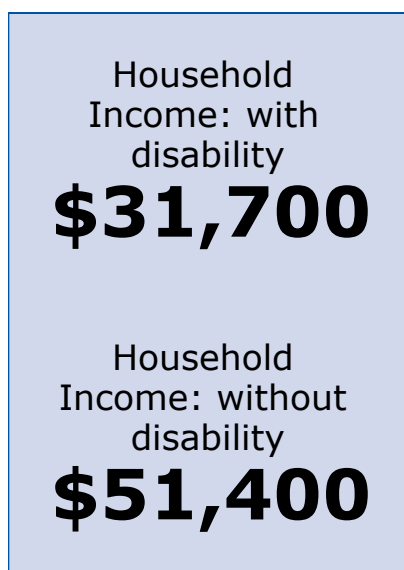 Household
Income: with
disability
$31,700
Household
Income: without
disability
$51,400